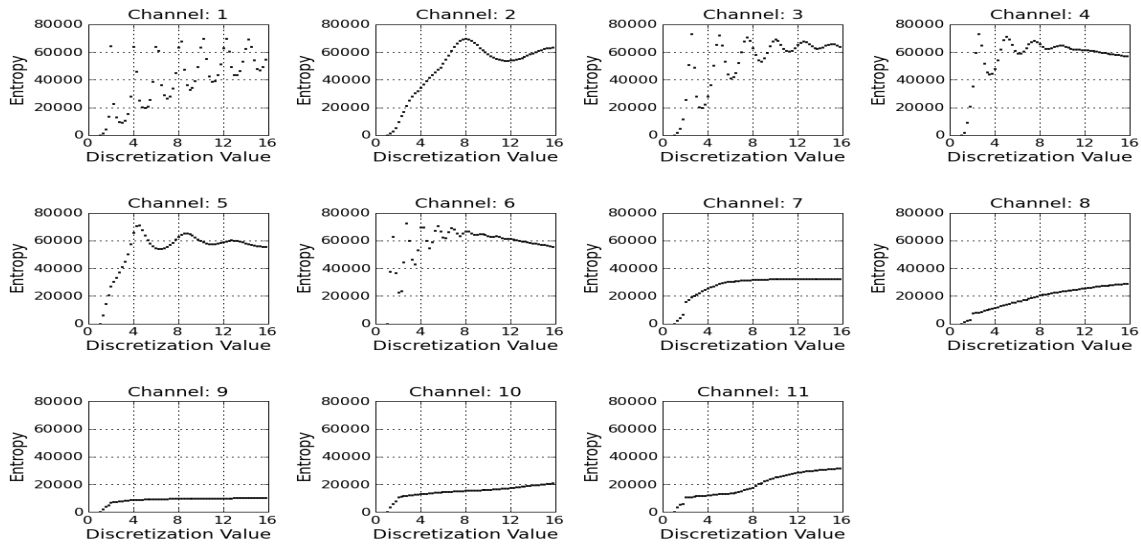 Channel: 1
80000
60000
40000
20000
0
Entropy
0 4 8 12 16
Discretization Value
Channel: 2
80000
60000
40000
20000
0
Entropy
0 4 8 12 16
Discretization Value
Channel: 3
80000
60000
40000
20000
0
Entropy
0 4 8 12 16
Discretization Value
Channel: 4
80000
60000
40000
20000
0
Entropy
0 4 8 12 16
Discretization Value
Channel: 5
80000
60000
40000
20000
0
Entropy
0 4 8 12 16
Discretization Value
Channel: 6
80000
60000
40000
20000
0
Entropy
0 4 8 12 16
Discretization Value
Channel: 7
80000
60000
40000
20000
0
Entropy
0 4 8 12 16
Discretization Value
Channel: 8
80000
60000
40000
20000
0
Entropy
0 4 8 12 16
Discretization Value
Channel: 9
80000
60000
40000
20000
0
Entropy
0 4 8 12 16
Discretization Value
Channel: 10
80000
60000
40000
20000
0
Entropy
0 4 8 12 16
Discretization Value
Channel: 11
80000
60000
40000
20000
0
Entropy
0 4 8 12 16
Discretization Value